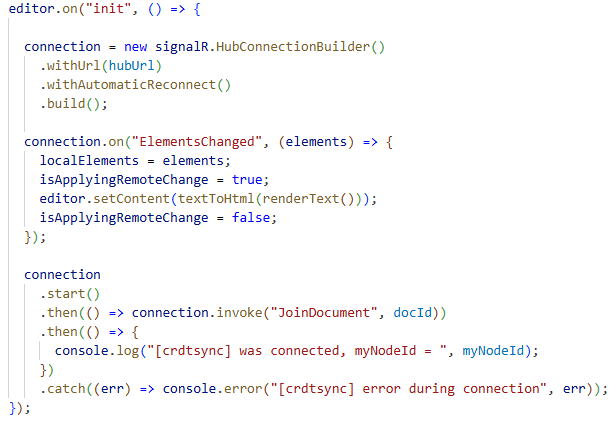 editor.on("init", () => {
connection = new signalR.HubConnectionBuilder()
.withUrl(hubUrl)
.withAutomaticReconnect()
.build();
connection.on("ElementsChanged", (elements) => {
localElements = elements;
isApplyingRemoteChange = true;
editor.setContent(textToHtml(renderText()));
isApplyingRemoteChange = false;
});
connection
.start()
.then(() => connection.invoke("JoinDocument", docId))
.then(() => {
console.log("[crdtsync] was connected, myNodeId = ", myNodeId);
})
.catch((err) => console.error("[crdtsync] error during connection", err));
});